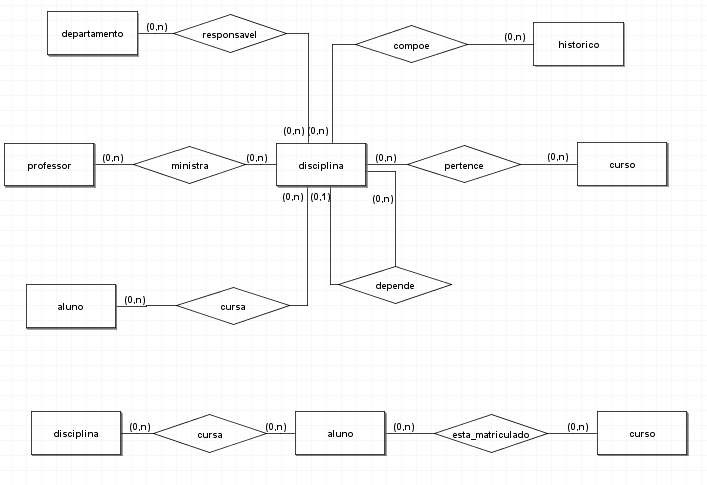 departamento (0,n) responsavel
compoe (0,n) historico
(0,n) (0,n)
professor (0,n) ministra (0,n) disciplina (0,n) pertence (0,n) curso
(0,n) (0,1) (0,n)
depende
aluno (0,n) cursa
disciplina (0,n) cursa (0,n) aluno (0,n) esta_matriculado (0,n) curso